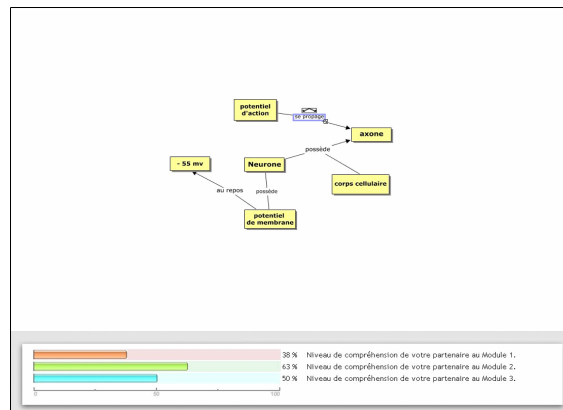 potentiel
d'action
se propage
axone
possède
- 55 mv
Neurone
corps cellulaire
au repos
possède
potentiel
de membrane
38 % Niveau de compréhension de votre partenaire au Module 1.
63 % Niveau de compréhension de votre partenaire au Module 2.
50 % Niveau de compréhension de votre partenaire au Module 3.
0 50 100